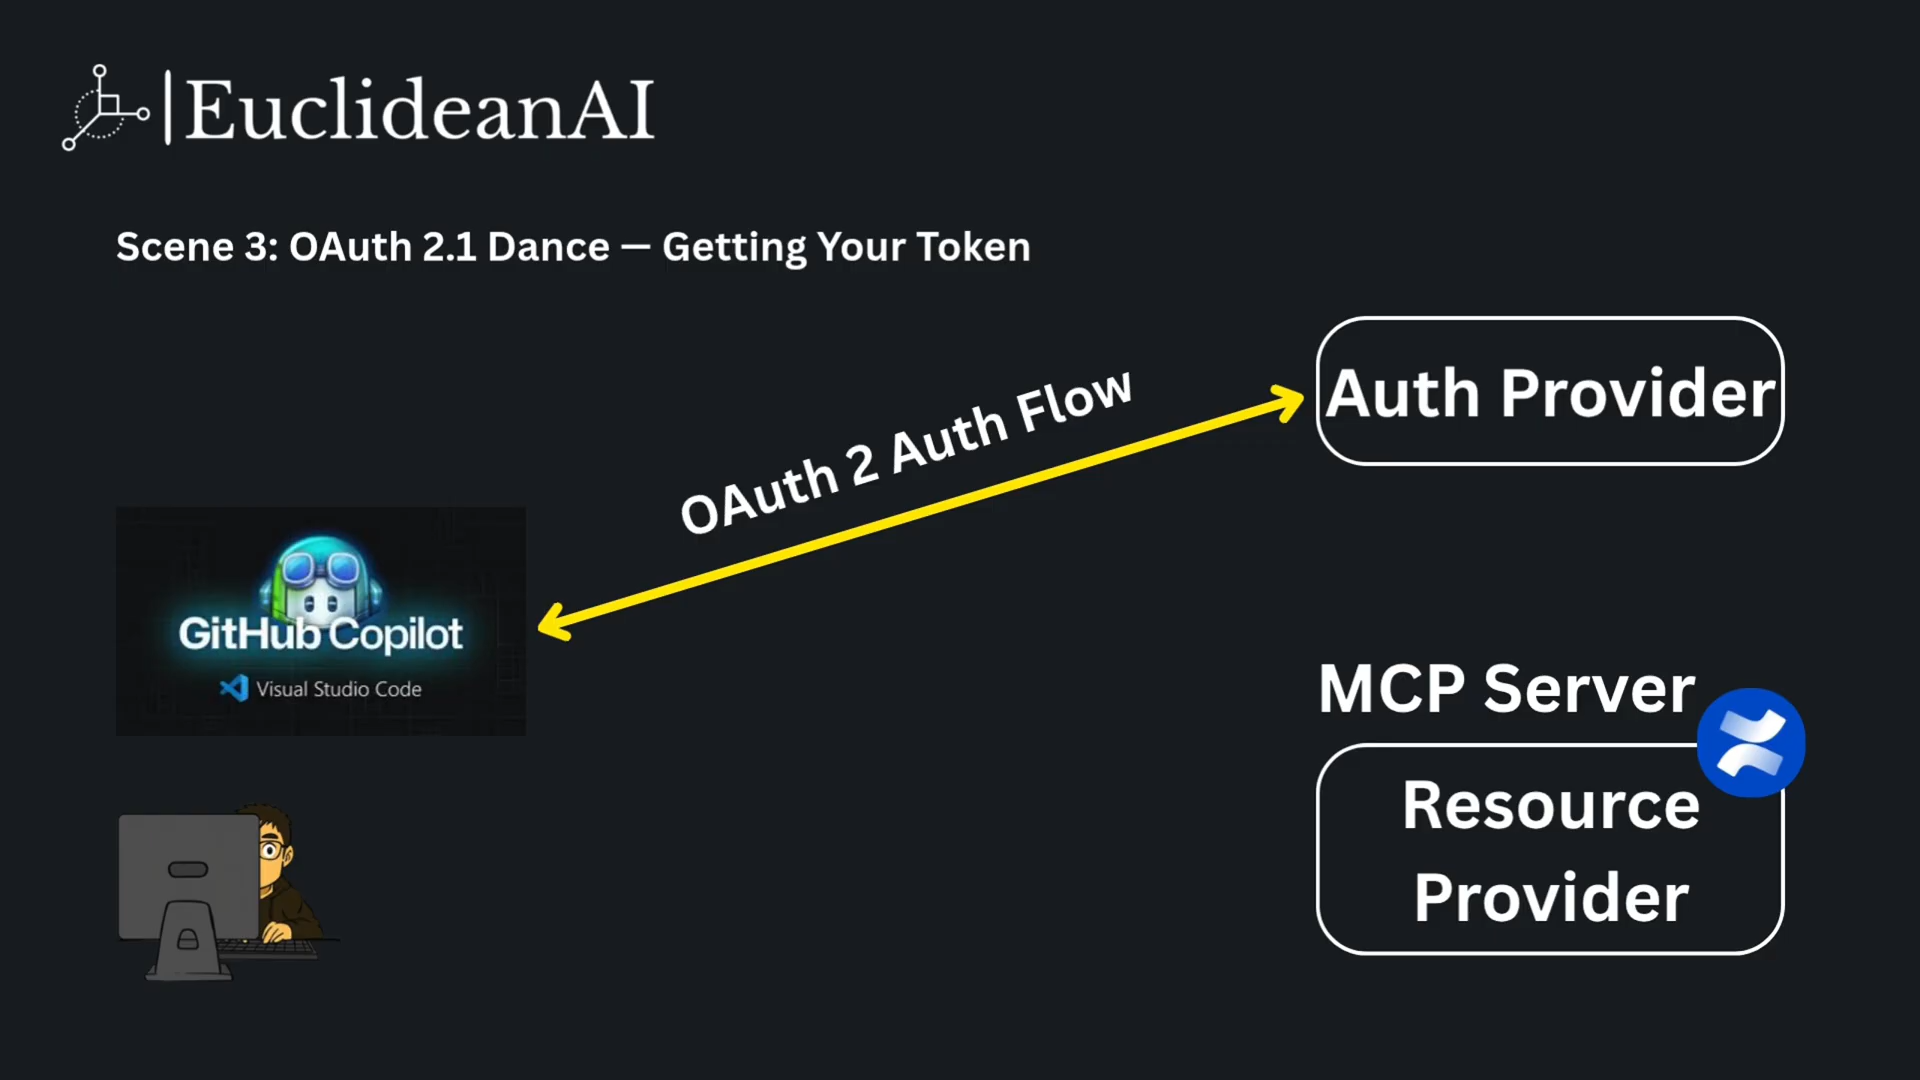 EuclideanAI
Scene 3: OAuth 2.1 Dance — Getting Your Token
OAuth 2 Auth Flow
Auth Provider
GitHub Copilot
Visual Studio Code
MCP Server
Resource
Provider